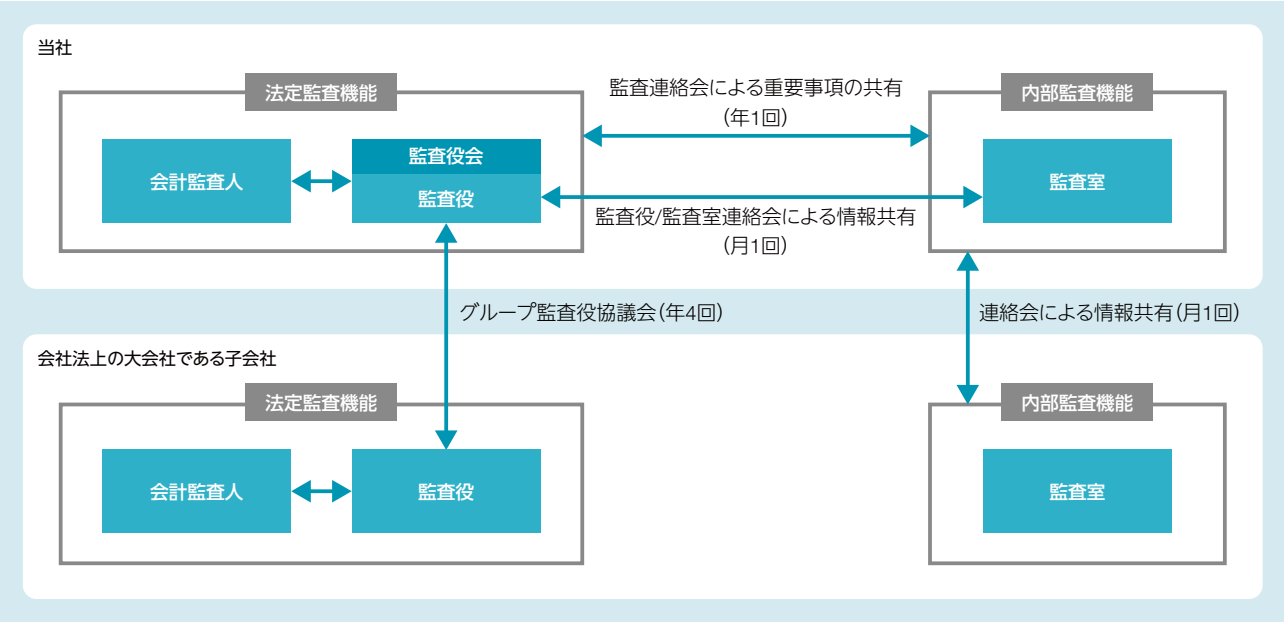 当社
法定監査機能
監査連絡会による重要事項の共有
（年1回）
内部監査機能
会計監査人
監査役会
監査役
監査室
監査役/監査室連絡会による情報共有
（月1回）
グループ監査役協議会（年4回）
連絡会による情報共有（月1回）
会社法上の大会社である子会社
法定監査機能
内部監査機能
会計監査人
監査役
監査室